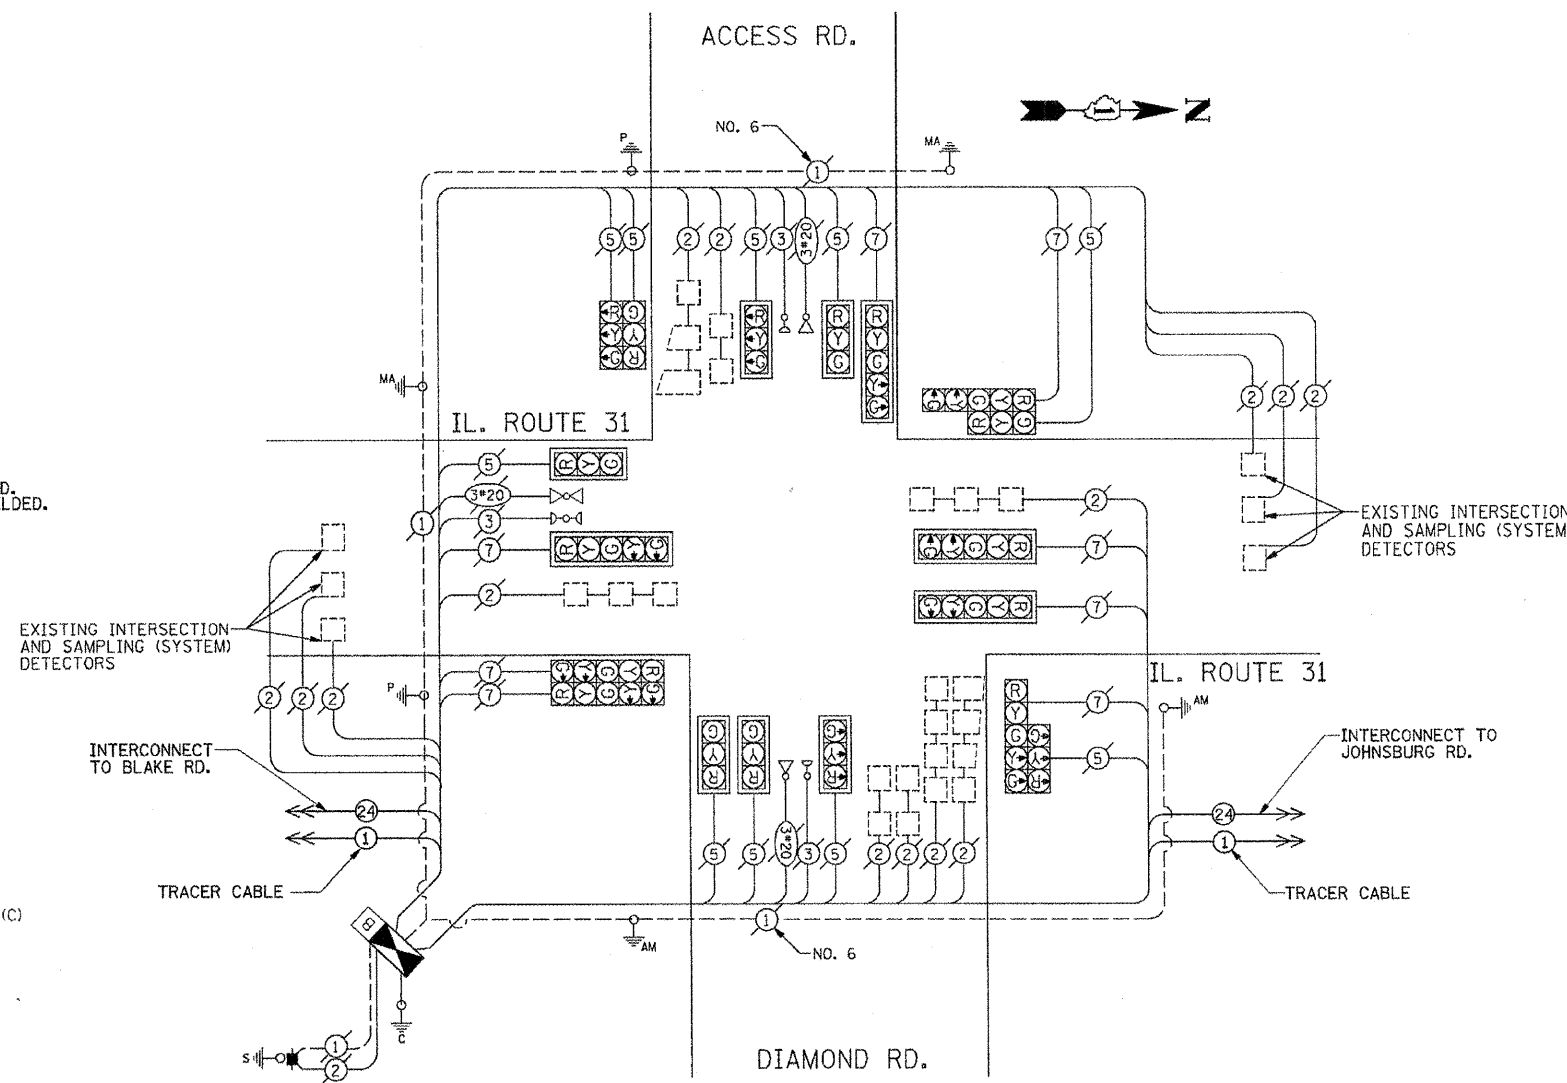 ACCESS RD.
NO. 6
P
MA
N
1
5 5 2 2 5 3 3#20 5 7 7 5
R Y G
R Y G
R Y G
R Y G
R Y G Y G
MA
G Y G Y R
R Y G
2 2 2
IL. ROUTE 31
5
R Y G
D.
LDED.
3#20
1
3
2
EXISTING INTERSECTION
AND SAMPLING (SYSTEM
DETECTORS
7
R Y G Y G
G Y G Y R
7
2
G Y G Y R
7
EXISTING INTERSECTION
AND SAMPLING (SYSTEM)
DETECTORS
7
G Y G Y R
7
R Y G Y G
IL. ROUTE 31
P
2 2 2
R Y G Y G
7
G Y R
5
AM
INTERCONNECT
TO BLAKE RD.
INTERCONNECT TO
JOHNSBURG RD.
G Y R
G Y R
G Y R
24
1
24
1
5 5 3#20 3 5 2 2 2 2
TRACER CABLE
TRACER CABLE
(C)
B
1
AM
NO. 6
C
S
1
2
DIAMOND RD.